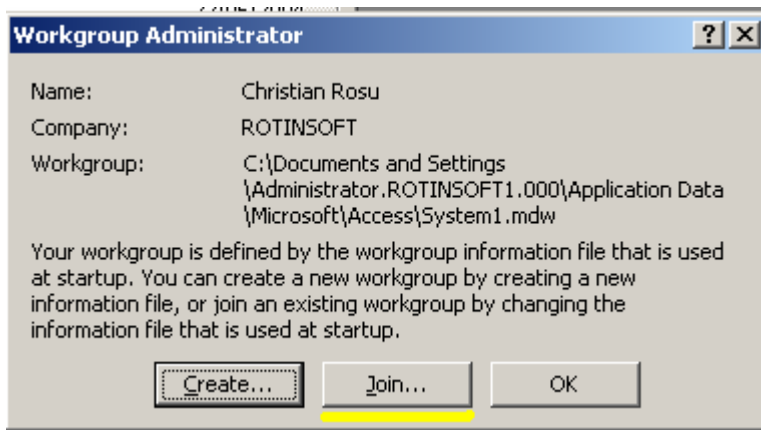 Workgroup Administrator
Name: Christian Rosu
Company: ROTINSOFT
Workgroup: C:\Documents and Settings
\Administrator.ROTINSOFT1.000\Application Data
\Microsoft\Access\System1.mdw
Your workgroup is defined by the workgroup information file that is used
at startup. You can create a new workgroup by creating a new
information file, or join an existing workgroup by changing the
information file that is used at startup.
Create... Join... OK